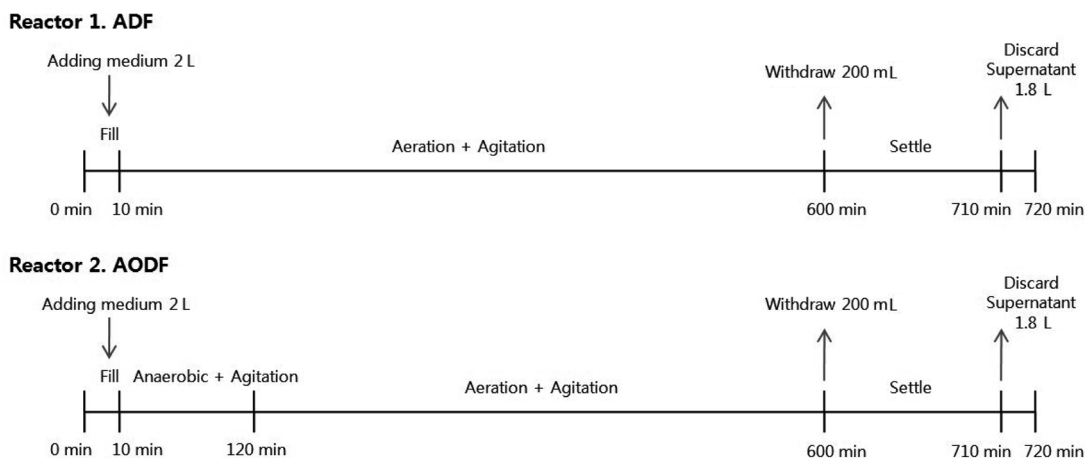 Reactor 1. ADF
Adding medium 2 L
Fill
Aeration + Agitation
Withdraw 200 mL
Settle
Discard
Supernatant
1.8 L
0 min
10 min
600 min
710 min
720 min
Reactor 2. AODF
Adding medium 2 L
Fill
Anaerobic + Agitation
Aeration + Agitation
Withdraw 200 mL
Settle
Discard
Supernatant
1.8 L
0 min
10 min
120 min
600 min
710 min
720 min